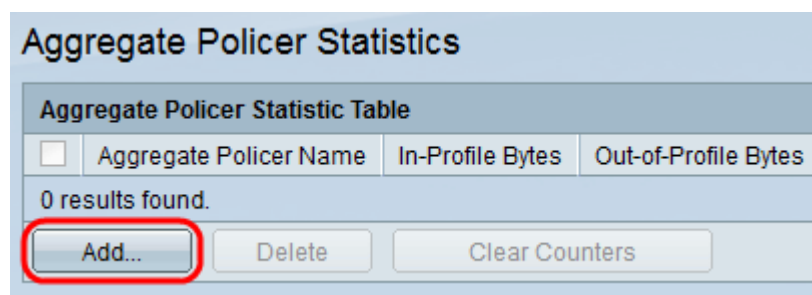 Aggregate Policer Statistics
Aggregate Policer Statistic Table
Aggregate Policer Name In-Profile Bytes Out-of-Profile Bytes
0 results found.
Add... Delete Clear Counters